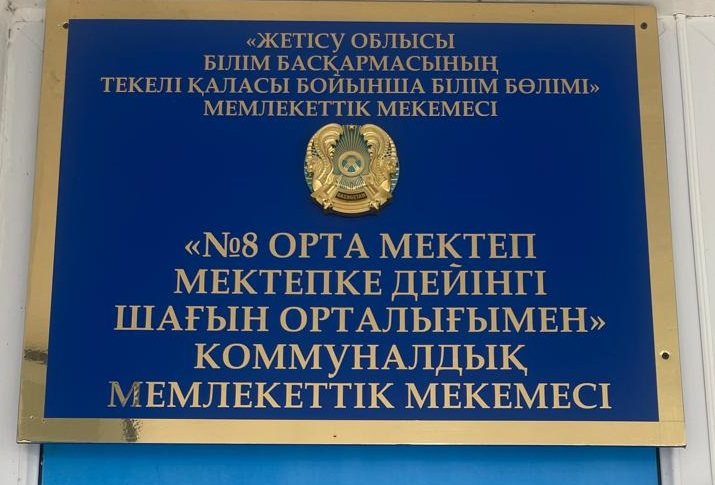 «ЖЕТІСУ ОБЛЫСЫ
БІЛІМ БАСҚАРМАСЫНЫҢ
ТЕКЕЛІ ҚАЛАСЫ БОЙЫНША БІЛІМ БӨЛІМІ»
МЕМЛЕКЕТТІК МЕКЕМЕСІ
«№8 ОРТА МЕКТЕП
МЕКТЕПКЕ ДЕЙІНГІ
ШАҒЫН ОРТАЛЫҒЫМЕН»
КОММУНАЛДЫҚ
МЕМЛЕКЕТТІК МЕКЕМЕСІ